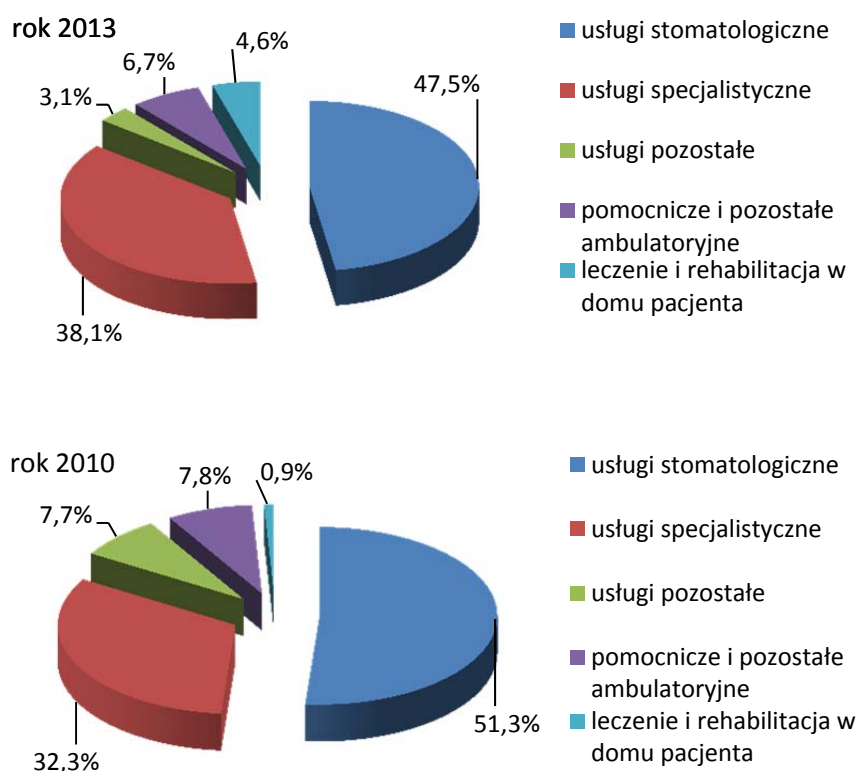 rok 2013
4,6%
6,7%
3,1%
47,5%
38,1%
usługi stomatologiczne
usługi specjalistyczne
usługi pozostałe
pomocnicze i pozostałe
ambulatoryjne
leczenie i rehabilitacja w
domu pacjenta
rok 2010
7,8%
0,9%
7,7%
51,3%
32,3%
usługi stomatologiczne
usługi specjalistyczne
usługi pozostałe
pomocnicze i pozostałe
ambulatoryjne
leczenie i rehabilitacja w
domu pacjenta